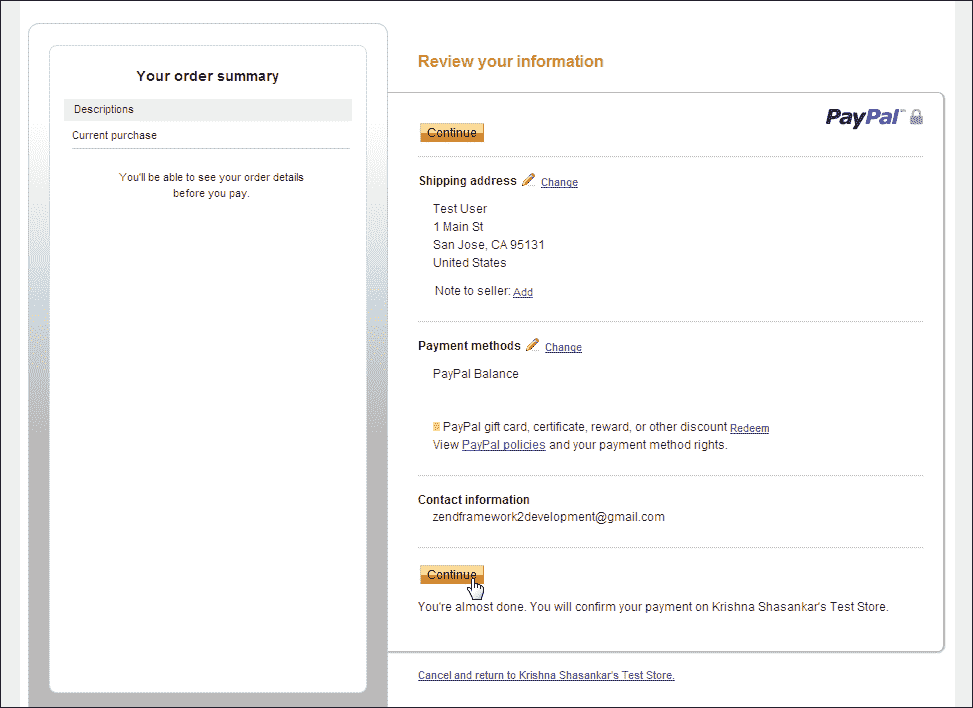 Your order summary
Descriptions
Current purchase
You'll be able to see your order details
before you pay.
Review your information
PayPal™
Continue
Shipping address Change
Test User
1 Main St
San Jose, CA 95131
United States
Note to seller: Add
Payment methods Change
PayPal Balance
PayPal gift card, certificate, reward, or other discount Redeem
View PayPal policies and your payment method rights.
Contact information
zendframework2development@gmail.com
Continue
You're almost done. You will confirm your payment on Krishna Shasankar's Test Store.
Cancel and return to Krishna Shasankar's Test Store.